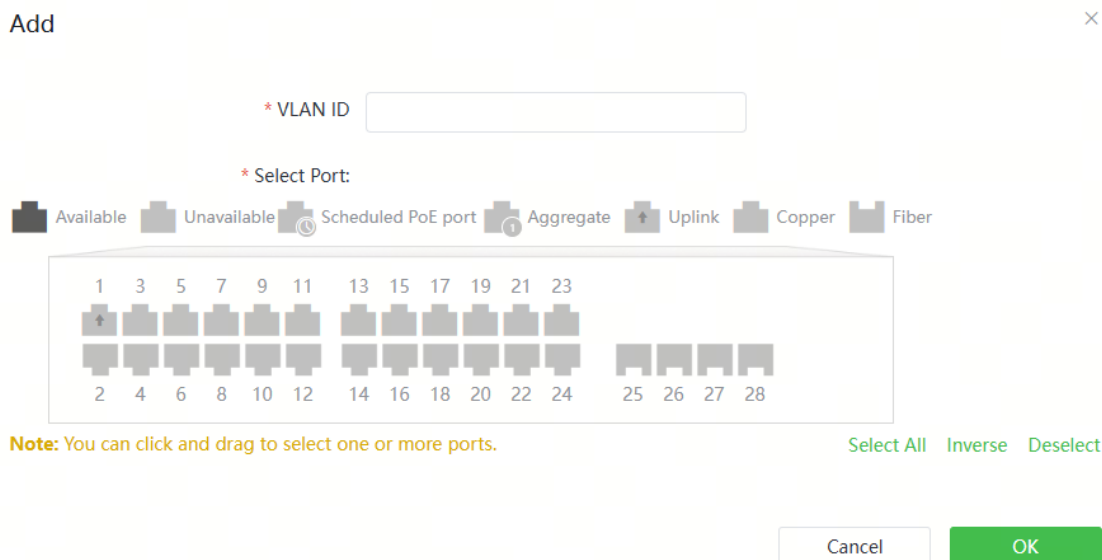 Add
* VLAN ID
* Select Port:
Available Unavailable Scheduled PoE port 1 Aggregate Uplink Copper Fiber
1 3 5 7 9 11 13 15 17 19 21 23
2 4 6 8 10 12 14 16 18 20 22 24 25 26 27 28
Note: You can click and drag to select one or more ports.
Select All Inverse Deselect
Cancel OK